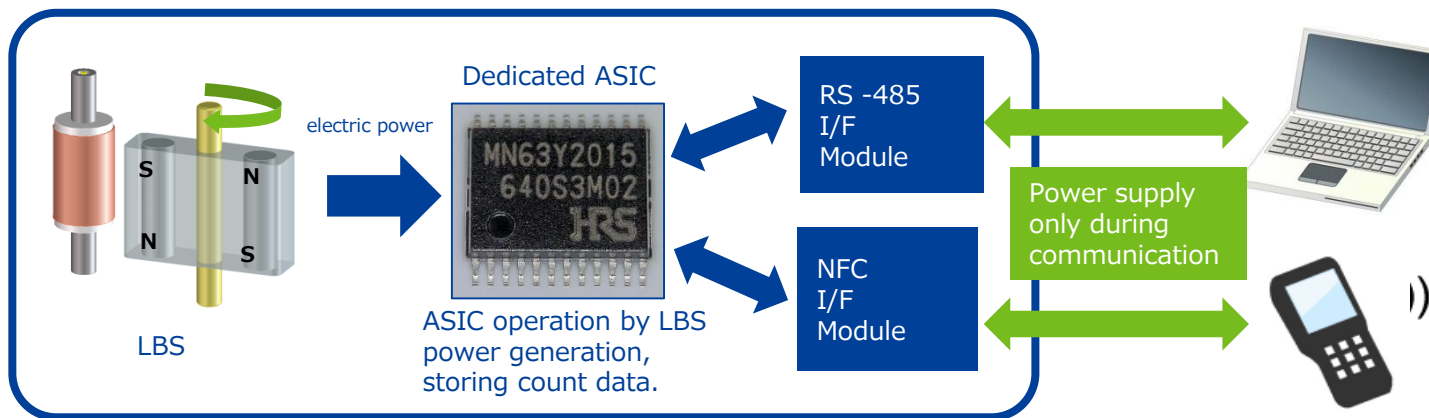 S
N
N
S
LBS
electric power
Dedicated ASIC
MN63Y2015
640S3M02
HRS
ASIC operation by LBS
power generation,
storing count data.
RS -485
I/F
Module
NFC
I/F
Module
Power supply
only during
communication